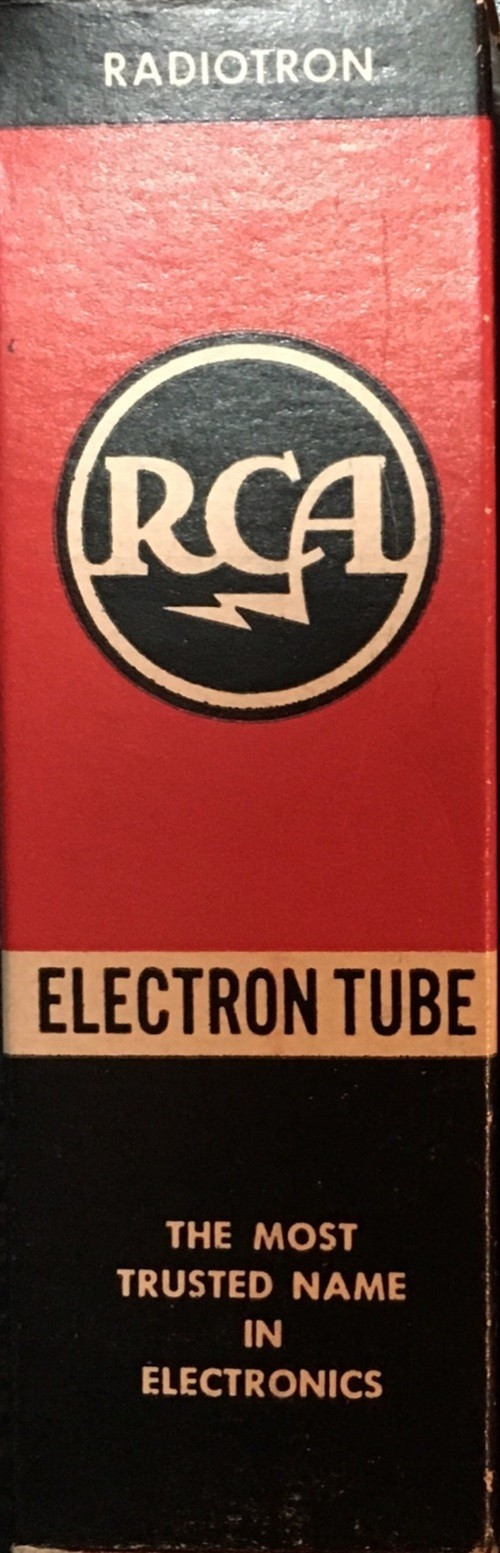 RADIOTRON
RCA
ELECTRON TUBE
THE MOST
TRUSTED NAME
IN
ELECTRONICS